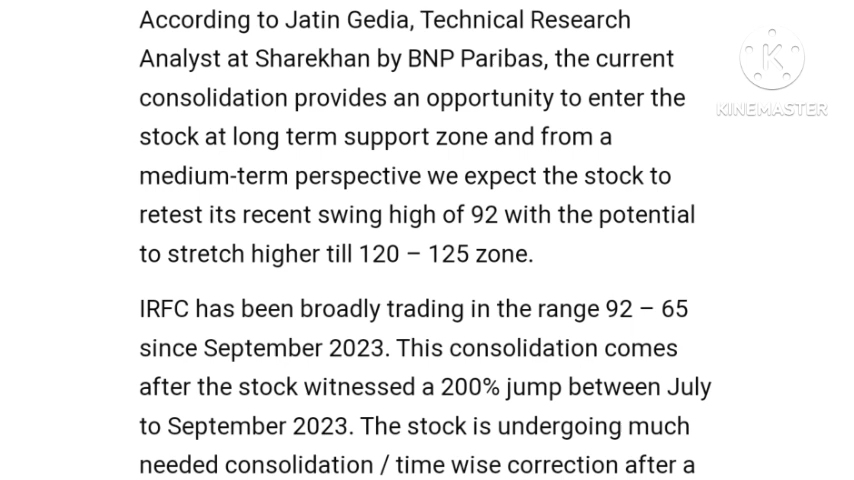 According to Jatin Gedia, Technical Research
Analyst at Sharekhan by BNP Paribas, the current
consolidation provides an opportunity to enter the
stock at long term support zone and from a
medium-term perspective we expect the stock to
retest its recent swing high of 92 with the potential
to stretch higher till 120 – 125 zone.
IRFC has been broadly trading in the range 92 – 65
since September 2023. This consolidation comes
after the stock witnessed a 200% jump between July
to September 2023. The stock is undergoing much
needed consolidation / time wise correction after a
K
KINEMASTER